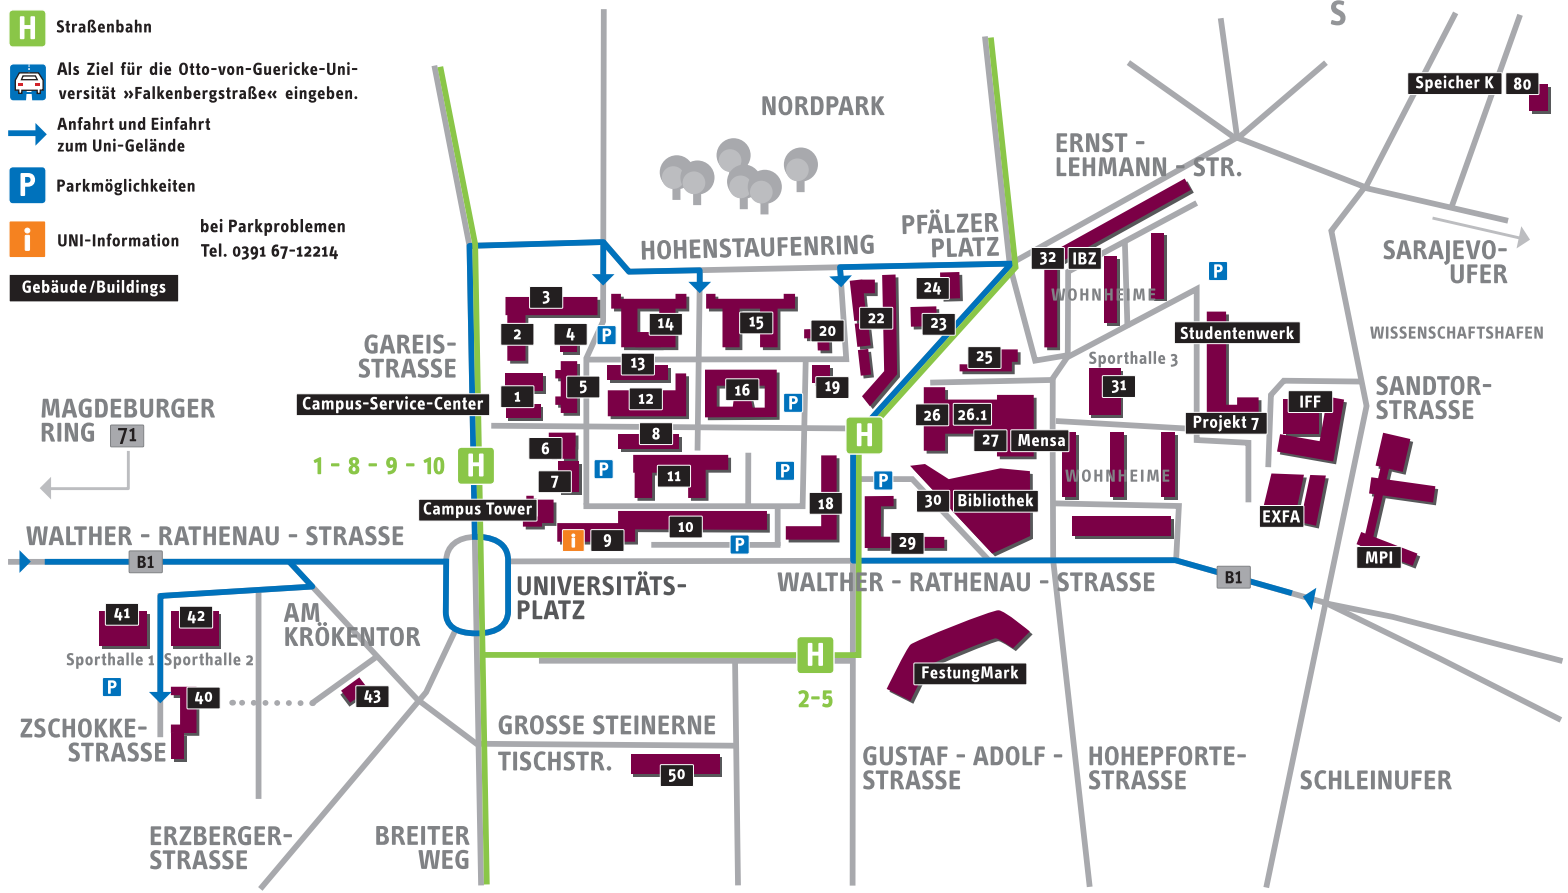 H
Straßenbahn
Als Ziel für die Otto-von-Guericke-Uni-
versität »Falkenbergstraße« eingeben.
Anfahrt und Einfahrt
zum Uni-Gelände
P
Parkmöglichkeiten
i
UNI-Information
bei Parkproblemen
Tel. 0391 67-12214
Gebäude/Buildings
S
NORDPARK
Speicher K
80
ERNST -
LEHMANN - STR.
PFÄLZER
PLATZ
HOHENSTAUFENRING
SARAJEVO-
UFER
32
IBZ
P
WOHNHEIME
24
3
14
15
20
22
23
2
4
P
GAREIS-
STRASSE
Studentenwerk
WISSENSCHAFTSHAFEN
25
Sporthalle 3
13
5
16
19
31
SANDTOR-
STRASSE
Campus-Service-Center
1
12
P
IFF
MAGDEBURGER
RING
71
26
26.1
Projekt 7
8
H
27
Mensa
6
1 - 8 - 9 - 10
H
P
P
7
11
P
WOHNHEIME
Campus Tower
18
30
Bibliothek
EXFA
10
WALTHER - RATHENAU - STRASSE
i
9
P
29
MPI
B1
UNIVERSITÄTS-
PLATZ
WALTHER - RATHENAU - STRASSE
B1
41
42
AM
KRÖKENTOR
Sporthalle 1
Sporthalle 2
H
FestungMark
P
40
43
2-5
ZSCHOKKE-
STRASSE
GROSSE STEINERNE
TISCHSTR.
50
GUSTAF - ADOLF -
STRASSE
HOHEPFORTE-
STRASSE
SCHLEINUFER
ERZBERGER-
STRASSE
BREITER
WEG